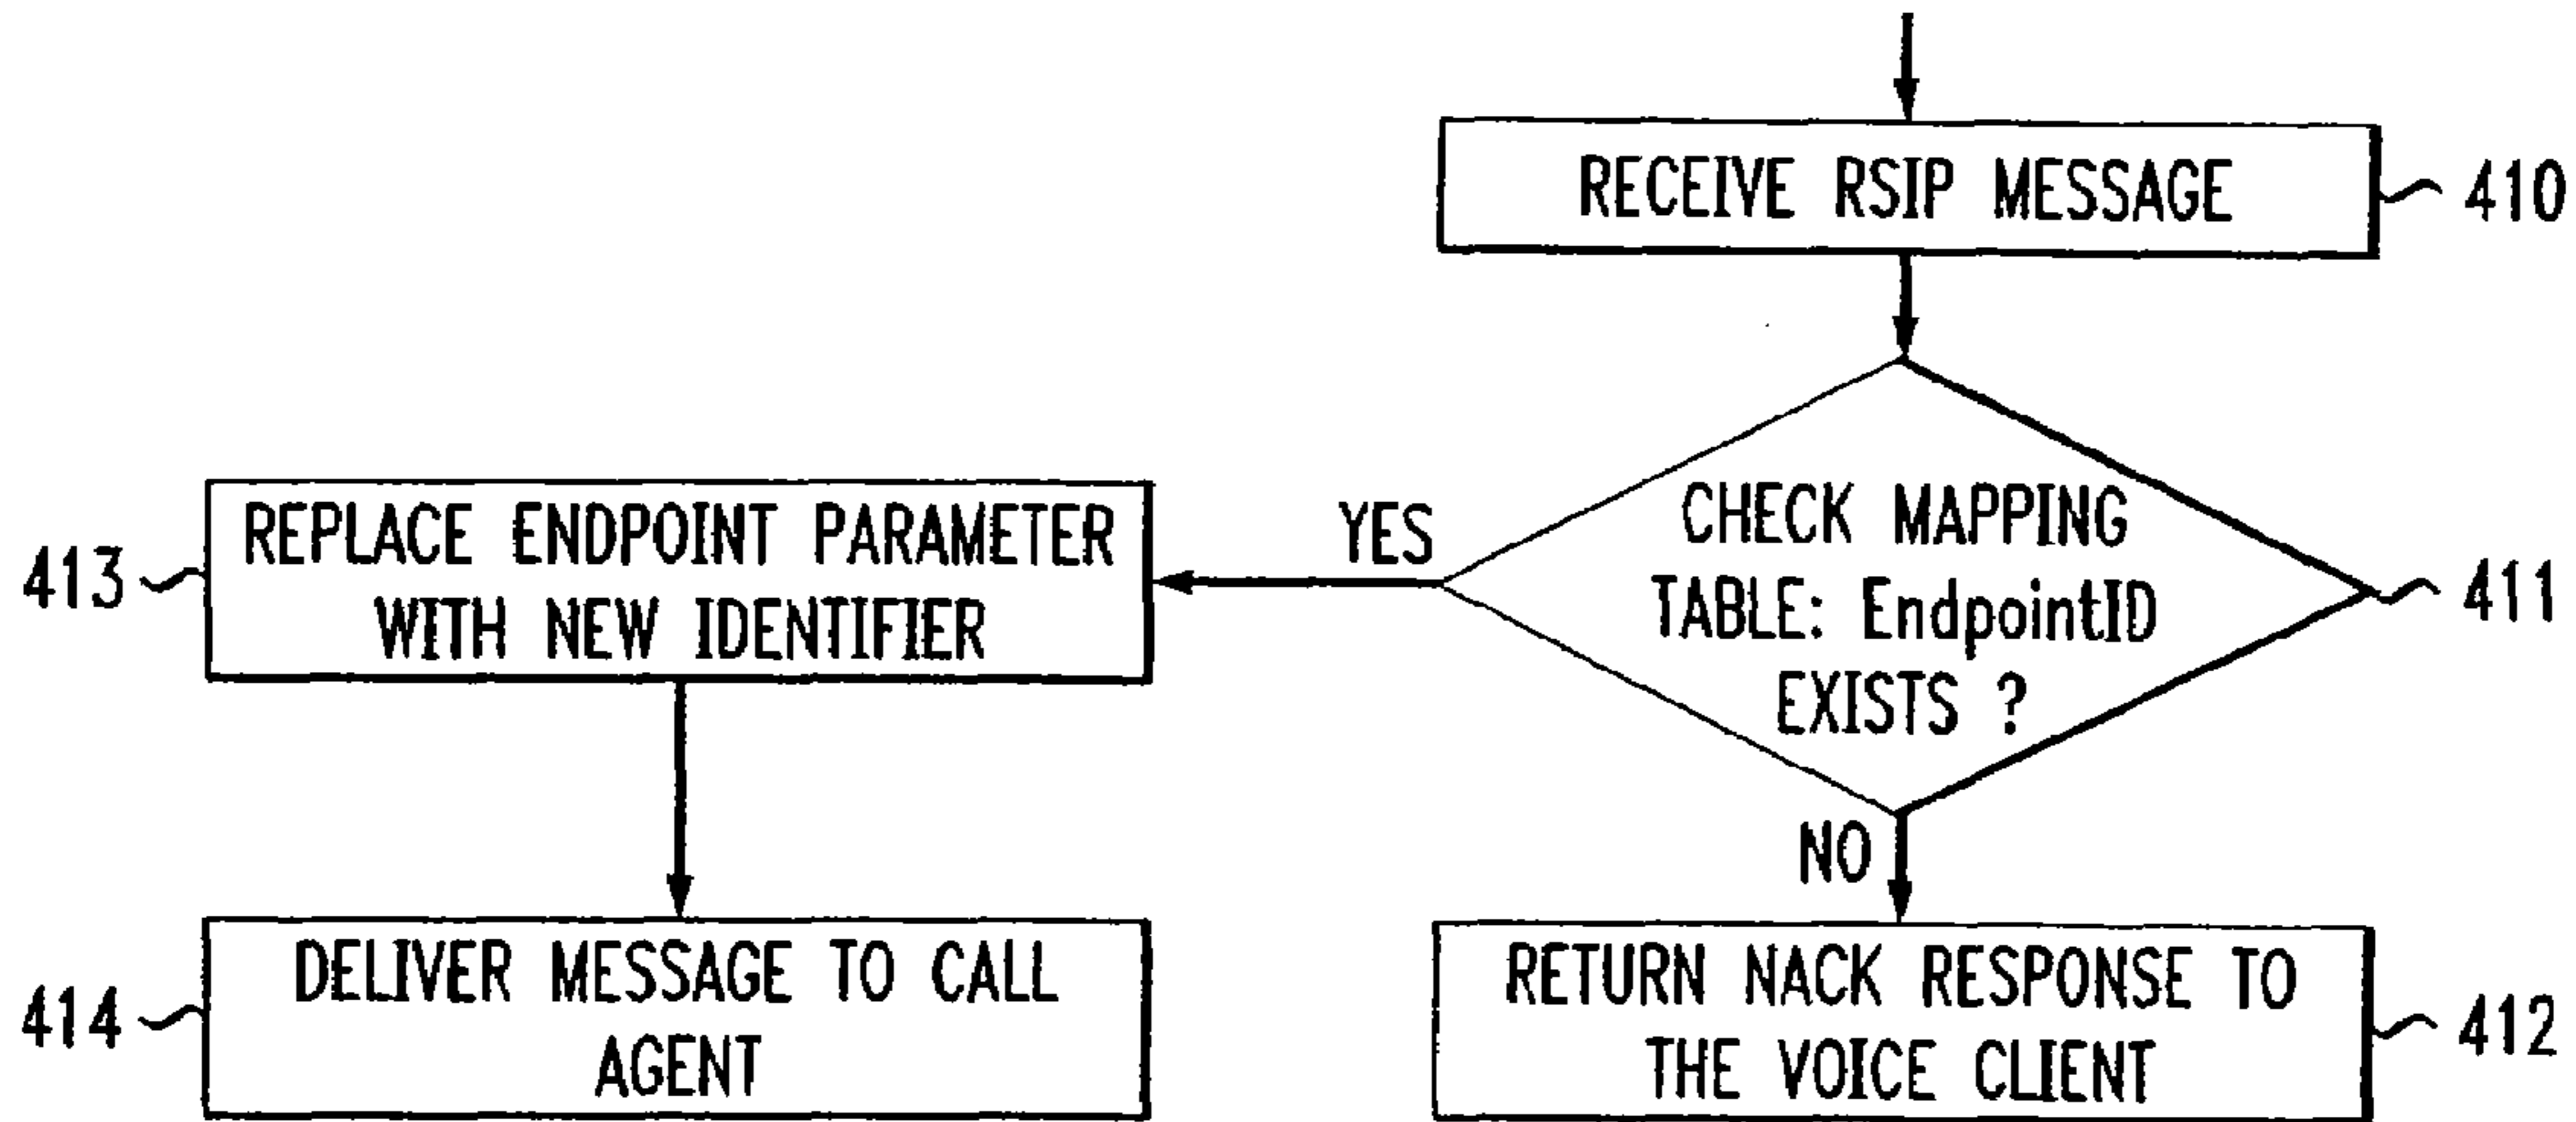 RECEIVE RSIP MESSAGE
410
CHECK MAPPING
TABLE: EndpointID
EXISTS ?
411
YES
REPLACE ENDPOINT PARAMETER
WITH NEW IDENTIFIER
413
NO
DELIVER MESSAGE TO CALL
AGENT
414
RETURN NACK RESPONSE TO
THE VOICE CLIENT
412